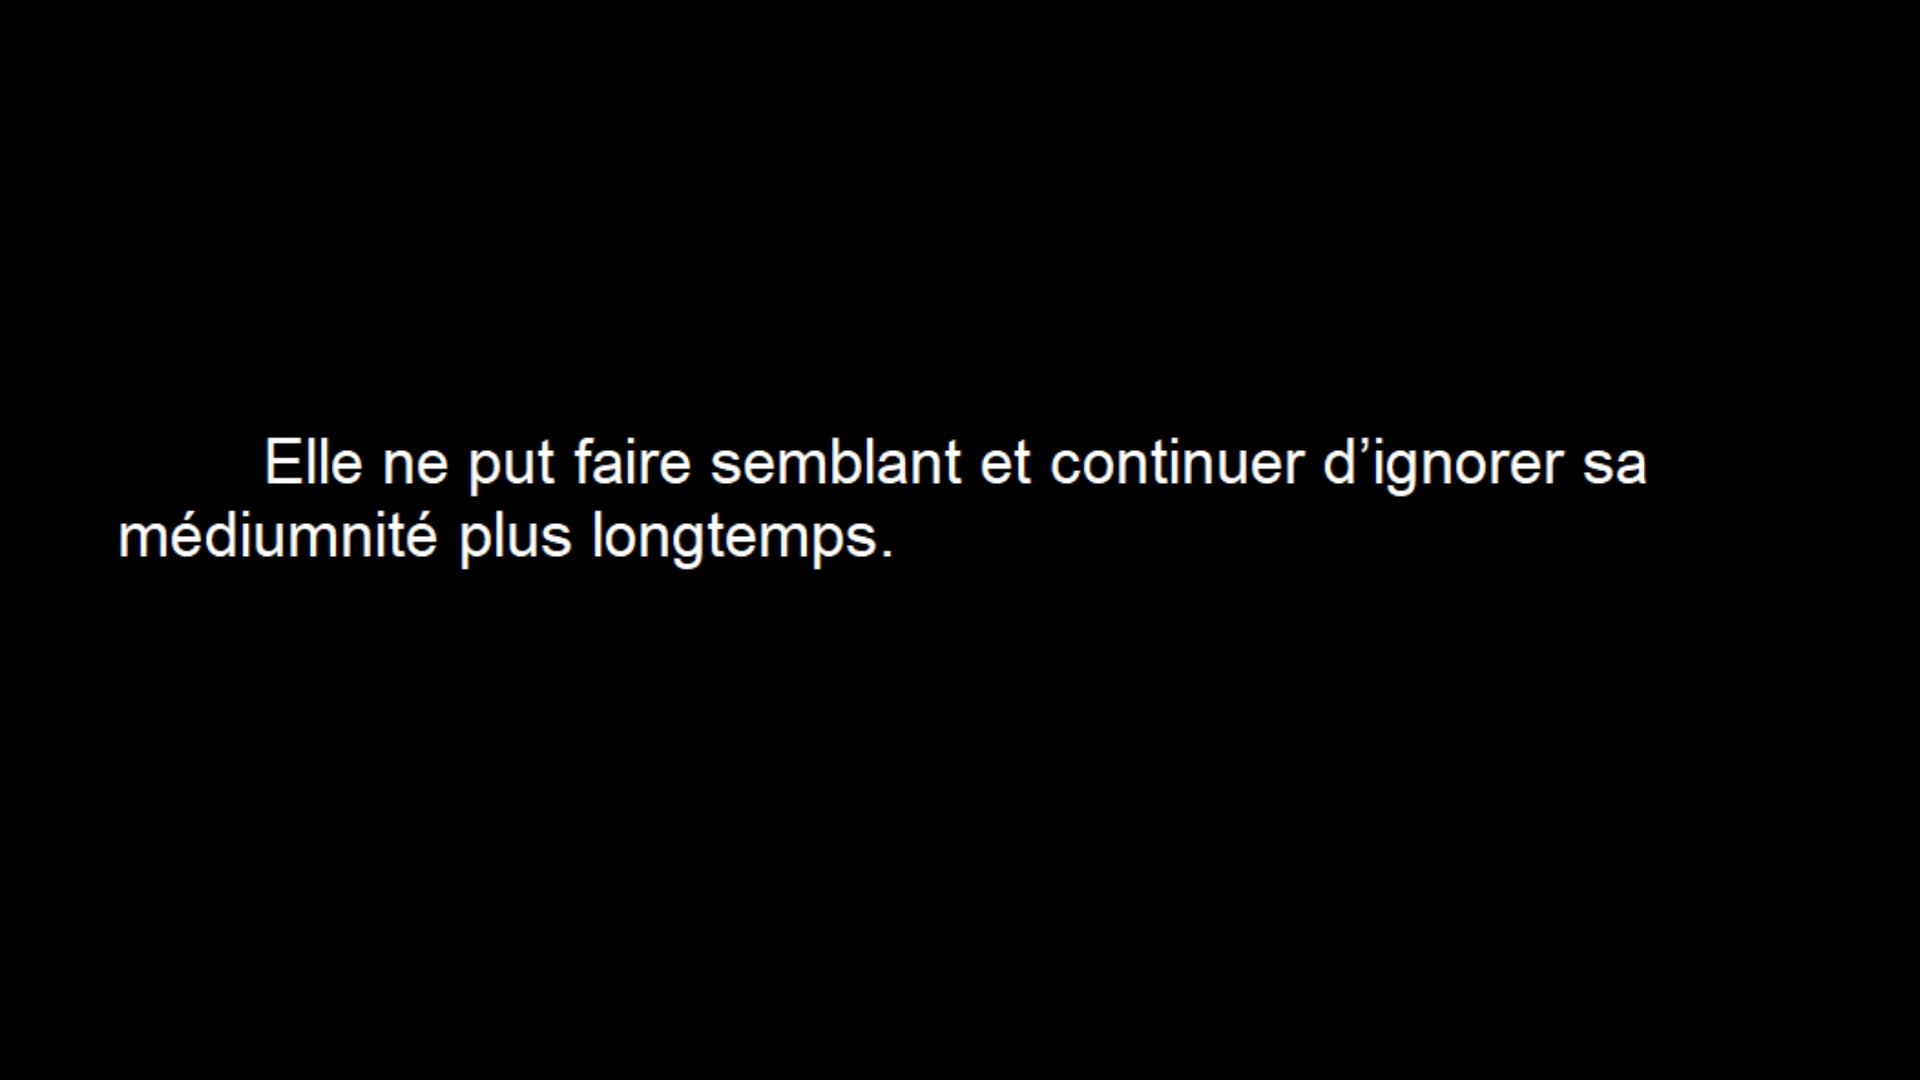 Elle ne put faire semblant et continuer d’ignorer sa
médiumnité plus longtemps.